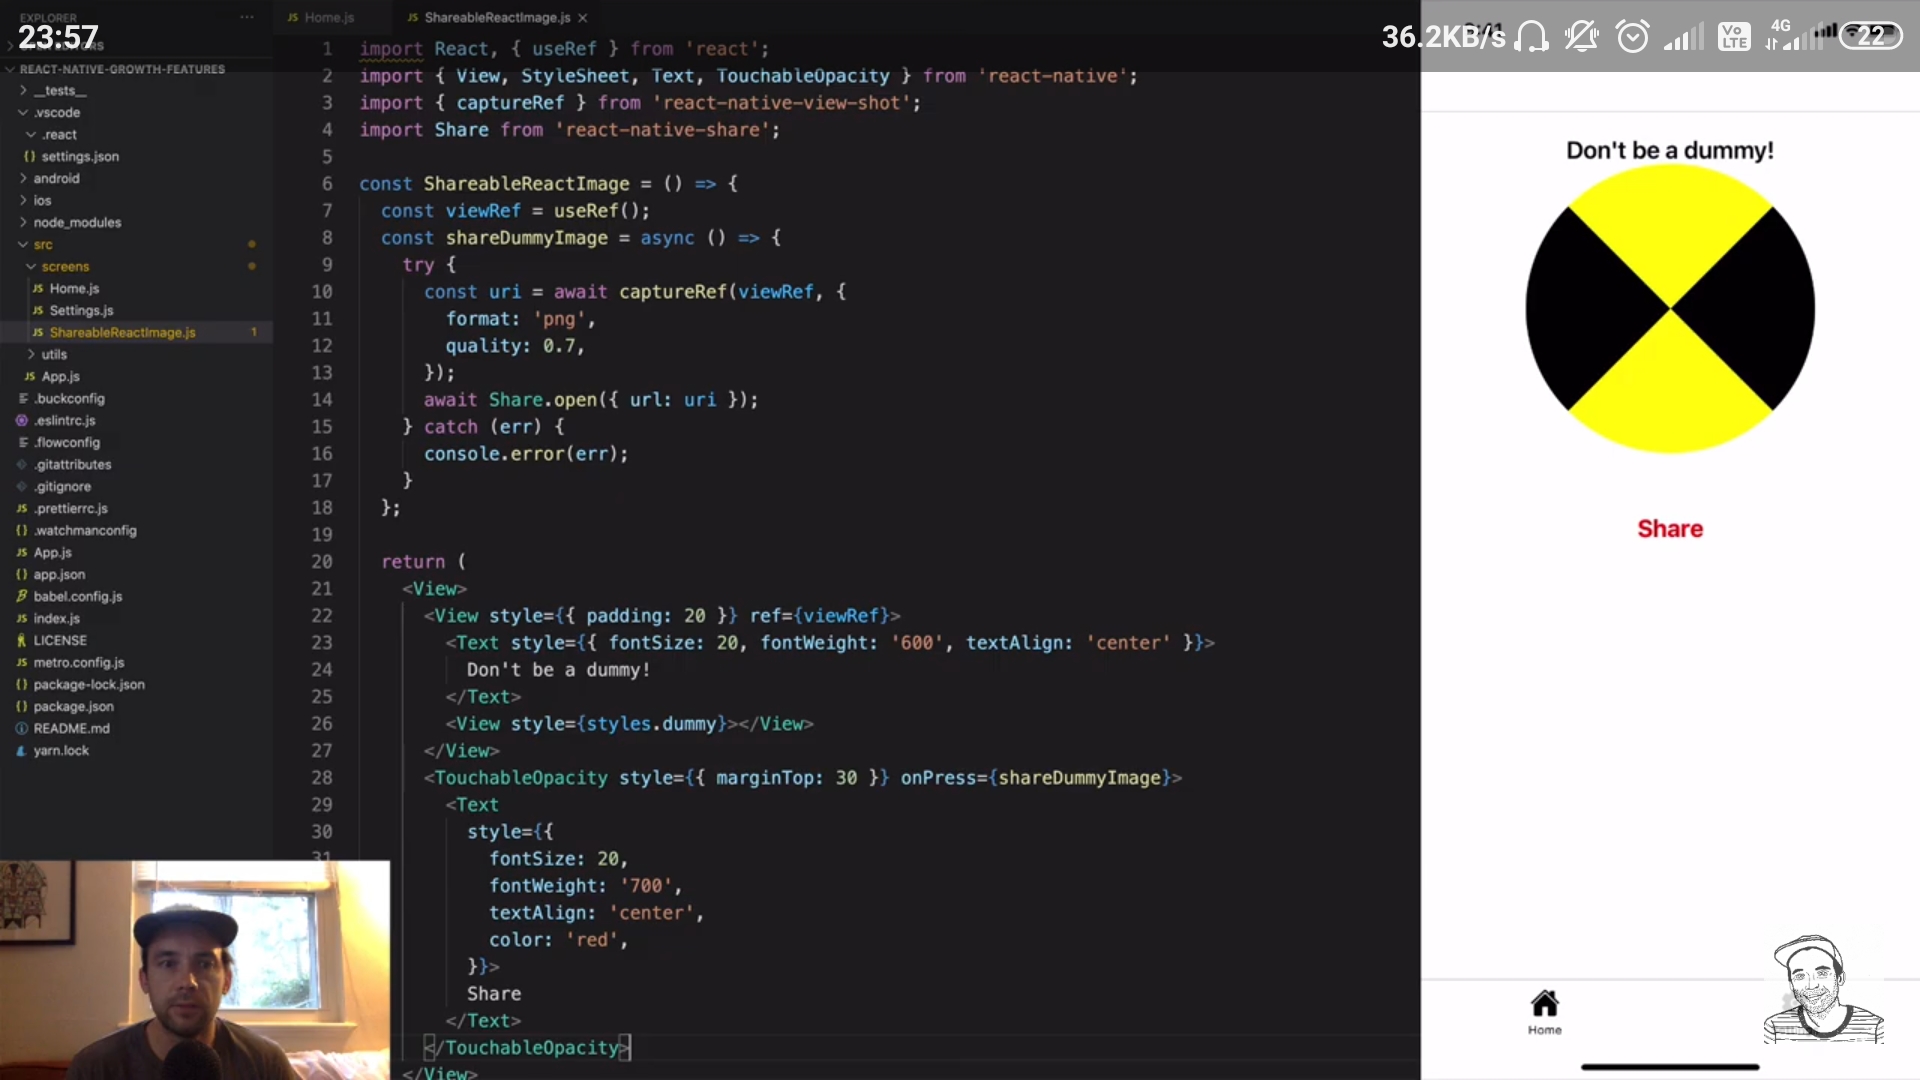 23:57
36.2KB/s
Vo LTE
4G
22
EXPLORER
REACT-NATIVE-GROWTH-FEATURES
__tests__
.vscode
.react
settings.json
android
ios
node_modules
src
screens
Home.js
Settings.js
ShareableReactImage.js 1
utils
App.js
.buckconfig
.eslintrc.js
.flowconfig
.gitattributes
.gitignore
.prettierrc.js
.watchmanconfig
App.js
app.json
babel.config.js
index.js
LICENSE
metro.config.js
package-lock.json
package.json
README.md
yarn.lock
Home.js
ShareableReactImage.js
1 import React, { useRef } from 'react';
2 import { View, StyleSheet, Text, TouchableOpacity } from 'react-native';
3 import { captureRef } from 'react-native-view-shot';
4 import Share from 'react-native-share';
5
6 const ShareableReactImage = () => {
7 const viewRef = useRef();
8 const shareDummyImage = async () => {
9 try {
10 const uri = await captureRef(viewRef, {
11 format: 'png',
12 quality: 0.7,
13 });
14 await Share.open({ url: uri });
15 } catch (err) {
16 console.error(err);
17 }
18 };
19
20 return (
21 <View>
22 <View style={{ padding: 20 }} ref={viewRef}>
23 <Text style={{ fontSize: 20, fontWeight: '600', textAlign: 'center' }}>
24 Don't be a dummy!
25 </Text>
26 <View style={styles.dummy}></View>
27 </View>
28 <TouchableOpacity style={{ marginTop: 30 }} onPress={shareDummyImage}>
29 <Text
30 style={{
31 fontSize: 20,
fontWeight: '700',
textAlign: 'center',
color: 'red',
}}>
Share
</Text>
</TouchableOpacity>
</View>
Don't be a dummy!
Share
Home